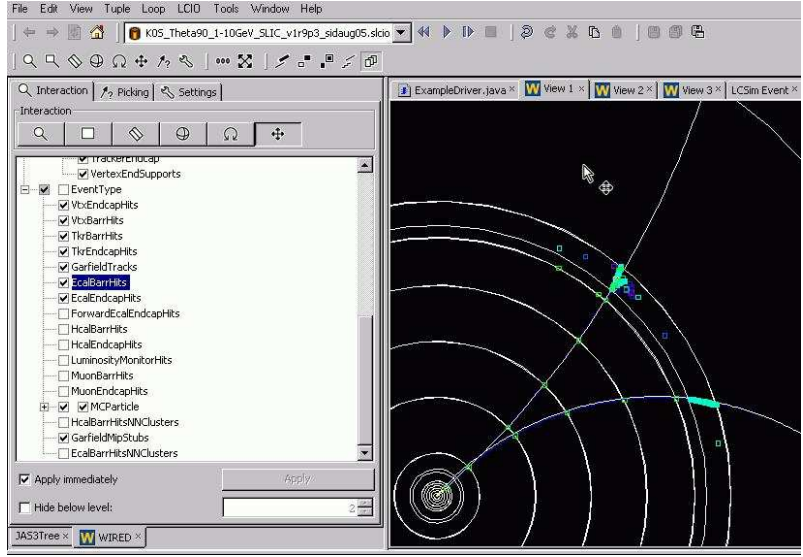 File Edit View Tuple Loop LCIO Tools Window Help
K0S_Theta90_1-10GeV_SLIC_v1r9p3_sidaug05.slcio
Interaction Picking Settings
ExampleDriver.java × View 1 × View 2 × View 3 × LCSim Event ×
Interaction
TrackerEndcap
VertexEndSupports
EventType
VtxEndcapHits
VtxBarrHits
TkrBarrHits
TkrEndcapHits
GarfieldTracks
EcalBarrHits
EcalEndcapHits
ForwardEcalEndcapHits
HcalBarrHits
HcalEndcapHits
LuminosityMonitorHits
MuonBarrHits
MuonEndcapHits
MCParticle
HcalBarrHitsNNClusters
GarfieldMipStubs
EcalBarrHitsNNClusters
Apply immediately Apply
Hide below level: 2
JAS3Tree × WIRED ×